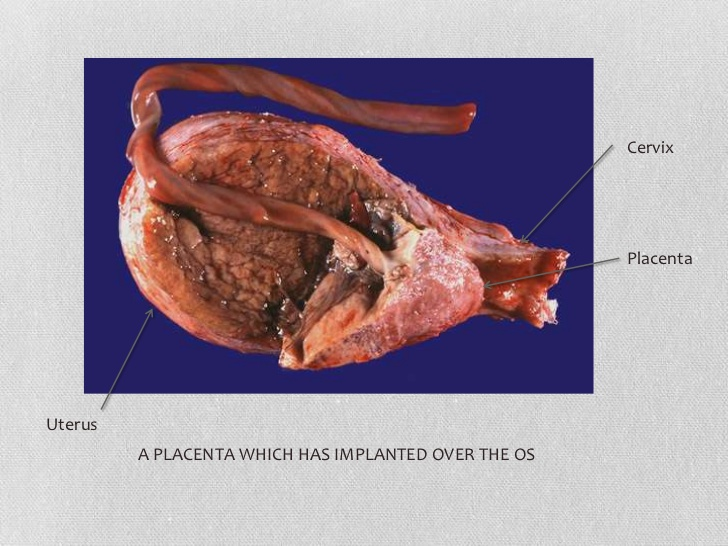 Cervix
Placenta
Uterus
A PLACENTA WHICH HAS IMPLANTED OVER THE OS